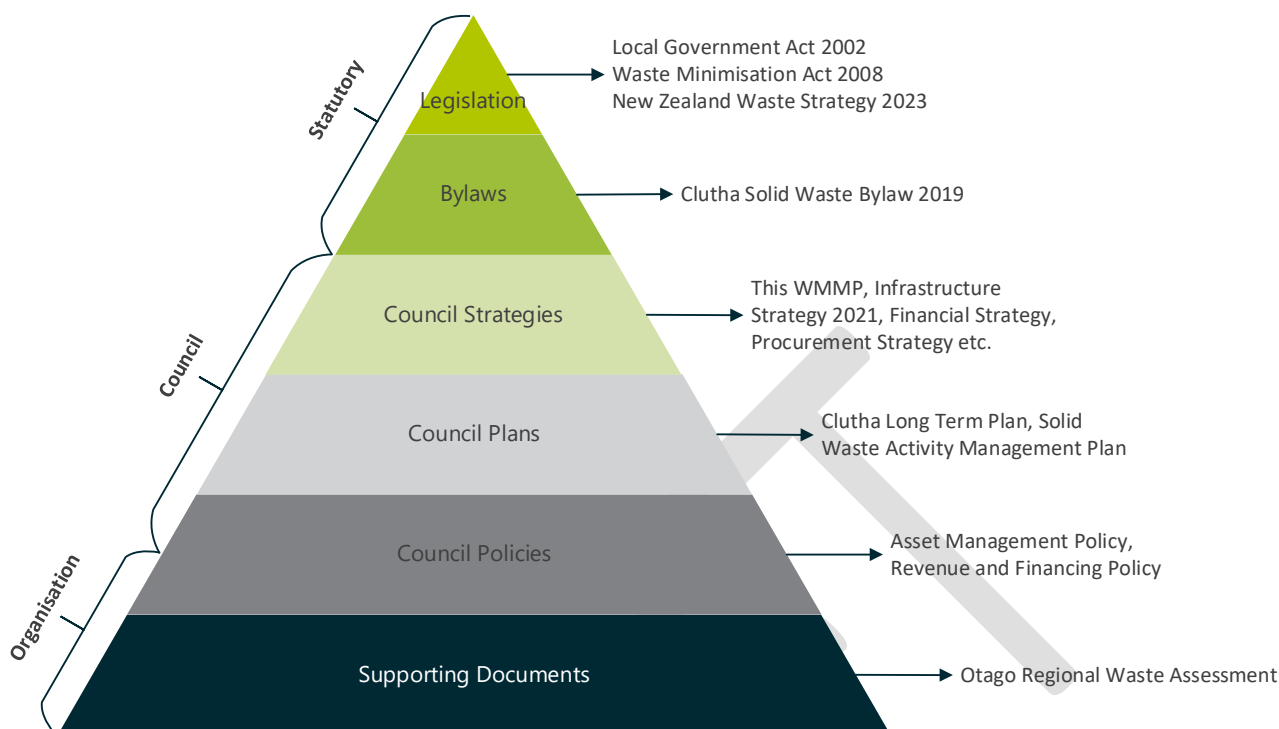 Local Government Act 2002
Waste Minimisation Act 2008
New Zealand Waste Strategy 2023
Statutory
Legislation
Bylaws
Clutha Solid Waste Bylaw 2019
This WMMP, Infrastructure
Strategy 2021, Financial Strategy,
Procurement Strategy etc.
Council Strategies
Council
Clutha Long Term Plan, Solid
Waste Activity Management Plan
Council Plans
Asset Management Policy,
Revenue and Financing Policy
Council Policies
Organisation
Supporting Documents
Otago Regional Waste Assessment